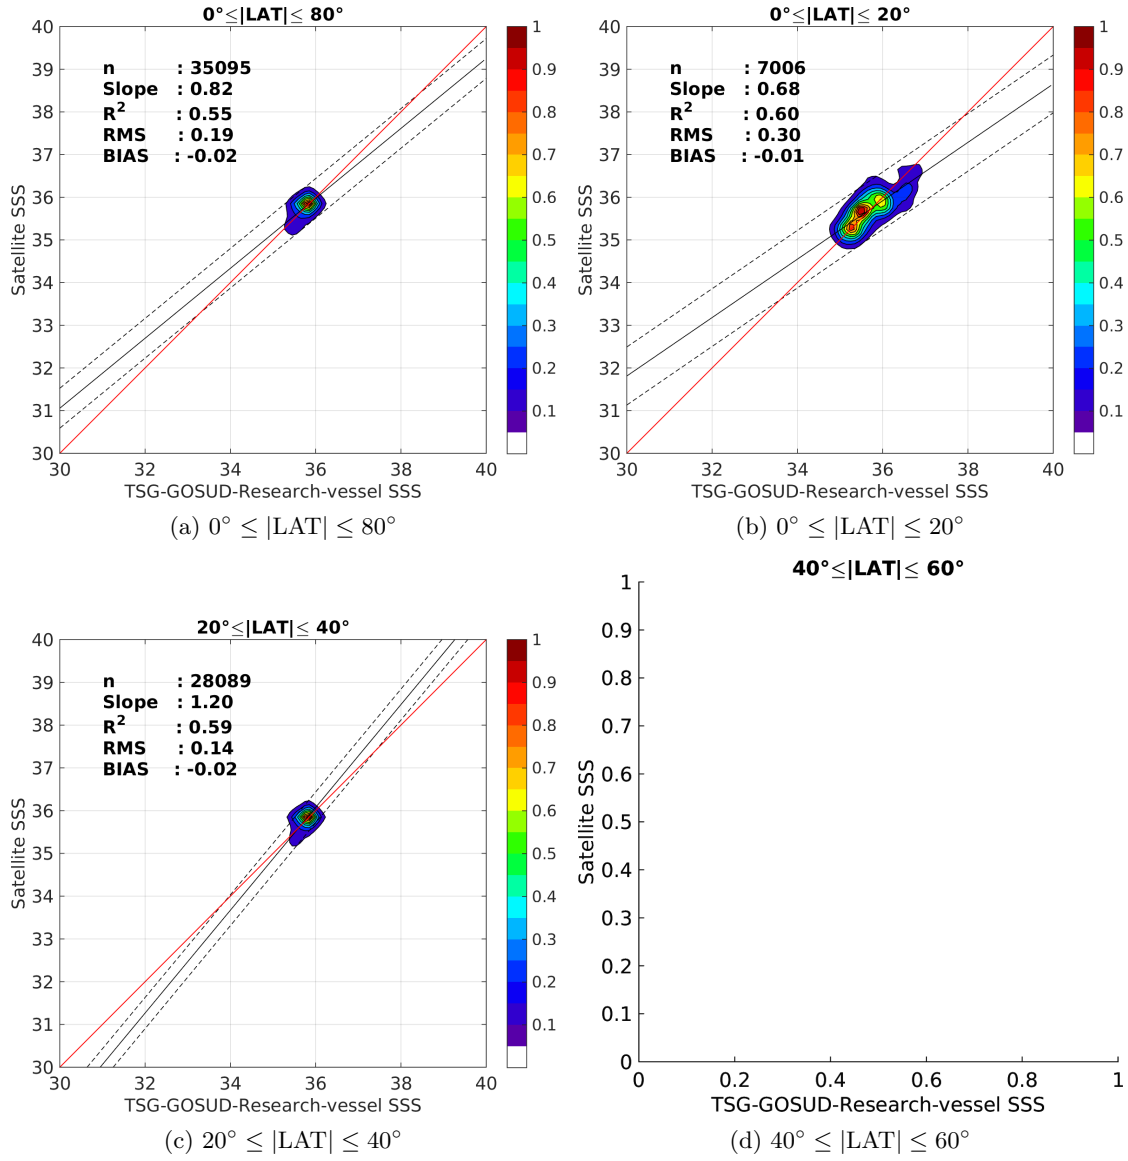 0°≤|LAT|≤ 80°
40
39
38
37
36
35
34
33
32
31
30
30 32 34 36 38 40
n : 35095
Slope : 0.82
R² : 0.55
RMS : 0.19
BIAS : -0.02
Satellite SSS
TSG-GOSUD-Research-vessel SSS
1
0.9
0.8
0.7
0.6
0.5
0.4
0.3
0.2
0.1
(a) 0° ≤ |LAT| ≤ 80°
0°≤|LAT|≤ 20°
40
39
38
37
36
35
34
33
32
31
30
30 32 34 36 38 40
n : 7006
Slope : 0.68
R² : 0.60
RMS : 0.30
BIAS : -0.01
Satellite SSS
TSG-GOSUD-Research-vessel SSS
1
0.9
0.8
0.7
0.6
0.5
0.4
0.3
0.2
0.1
(b) 0° ≤ |LAT| ≤ 20°
20°≤|LAT|≤ 40°
40
39
38
37
36
35
34
33
32
31
30
30 32 34 36 38 40
n : 28089
Slope : 1.20
R² : 0.59
RMS : 0.14
BIAS : -0.02
Satellite SSS
TSG-GOSUD-Research-vessel SSS
1
0.9
0.8
0.7
0.6
0.5
0.4
0.3
0.2
0.1
(c) 20° ≤ |LAT| ≤ 40°
40°≤|LAT|≤ 60°
1
0.9
0.8
0.7
0.6
0.5
0.4
0.3
0.2
0.1
0
0 0.2 0.4 0.6 0.8 1
Satellite SSS
TSG-GOSUD-Research-vessel SSS
(d) 40° ≤ |LAT| ≤ 60°